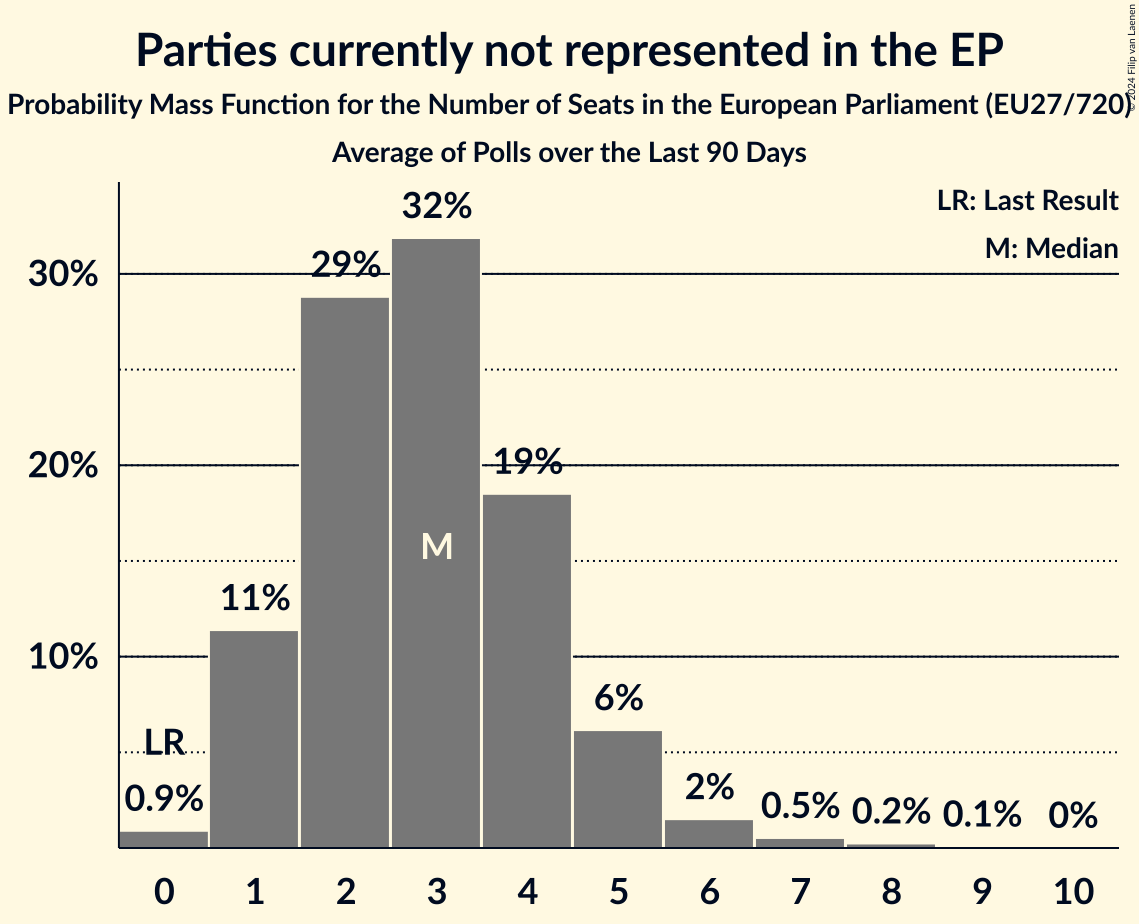 Parties currently not represented in the EP
Probability Mass Function for the Number of Seats in the European Parliament (EU27/720)
Average of Polls over the Last 90 Days
© 2024 Filip van Laenen
LR: Last Result
M: Median
30%
20%
10%
LR
0.9%
11%
29%
32%
M
19%
6%
2%
0.5%
0.2%
0.1%
0%
0 1 2 3 4 5 6 7 8 9 10